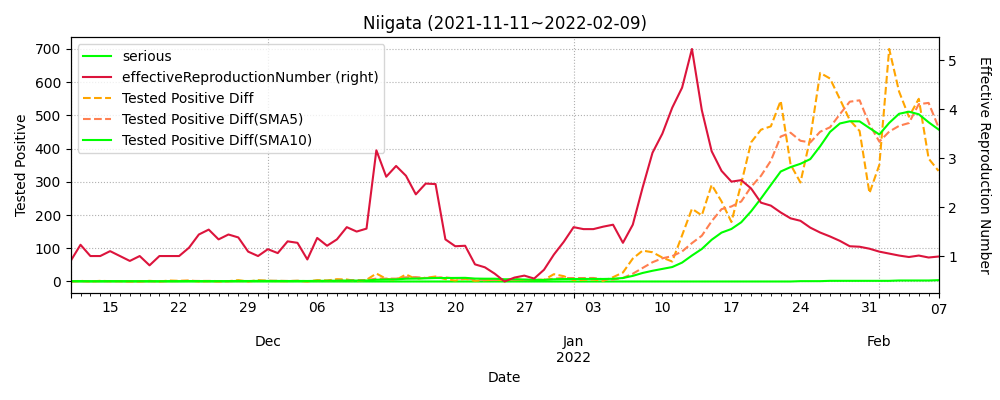 Niigata (2021-11-11~2022-02-09)
serious
effectiveReproductionNumber (right)
Tested Positive Diff
Tested Positive Diff(SMA5)
Tested Positive Diff(SMA10)
Tested Positive
700
600
500
400
300
200
100
0
5
4
3
2
1
Effective Reproduction Number
15 22 29 06 13 20 27 03 10 17 24 31 07
Dec Jan Feb
2022
Date